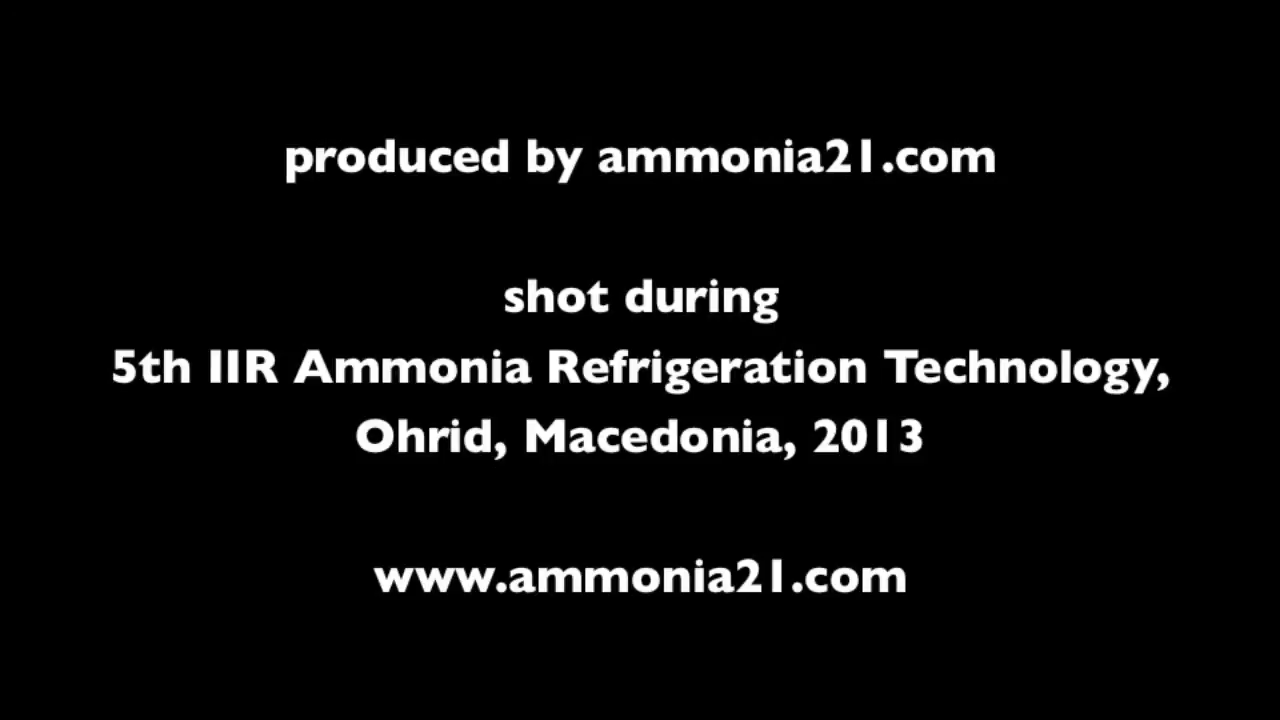 produced by ammonia21.com
shot during
5th IIR Ammonia Refrigeration Technology,
Ohrid, Macedonia, 2013
www.ammonia21.com